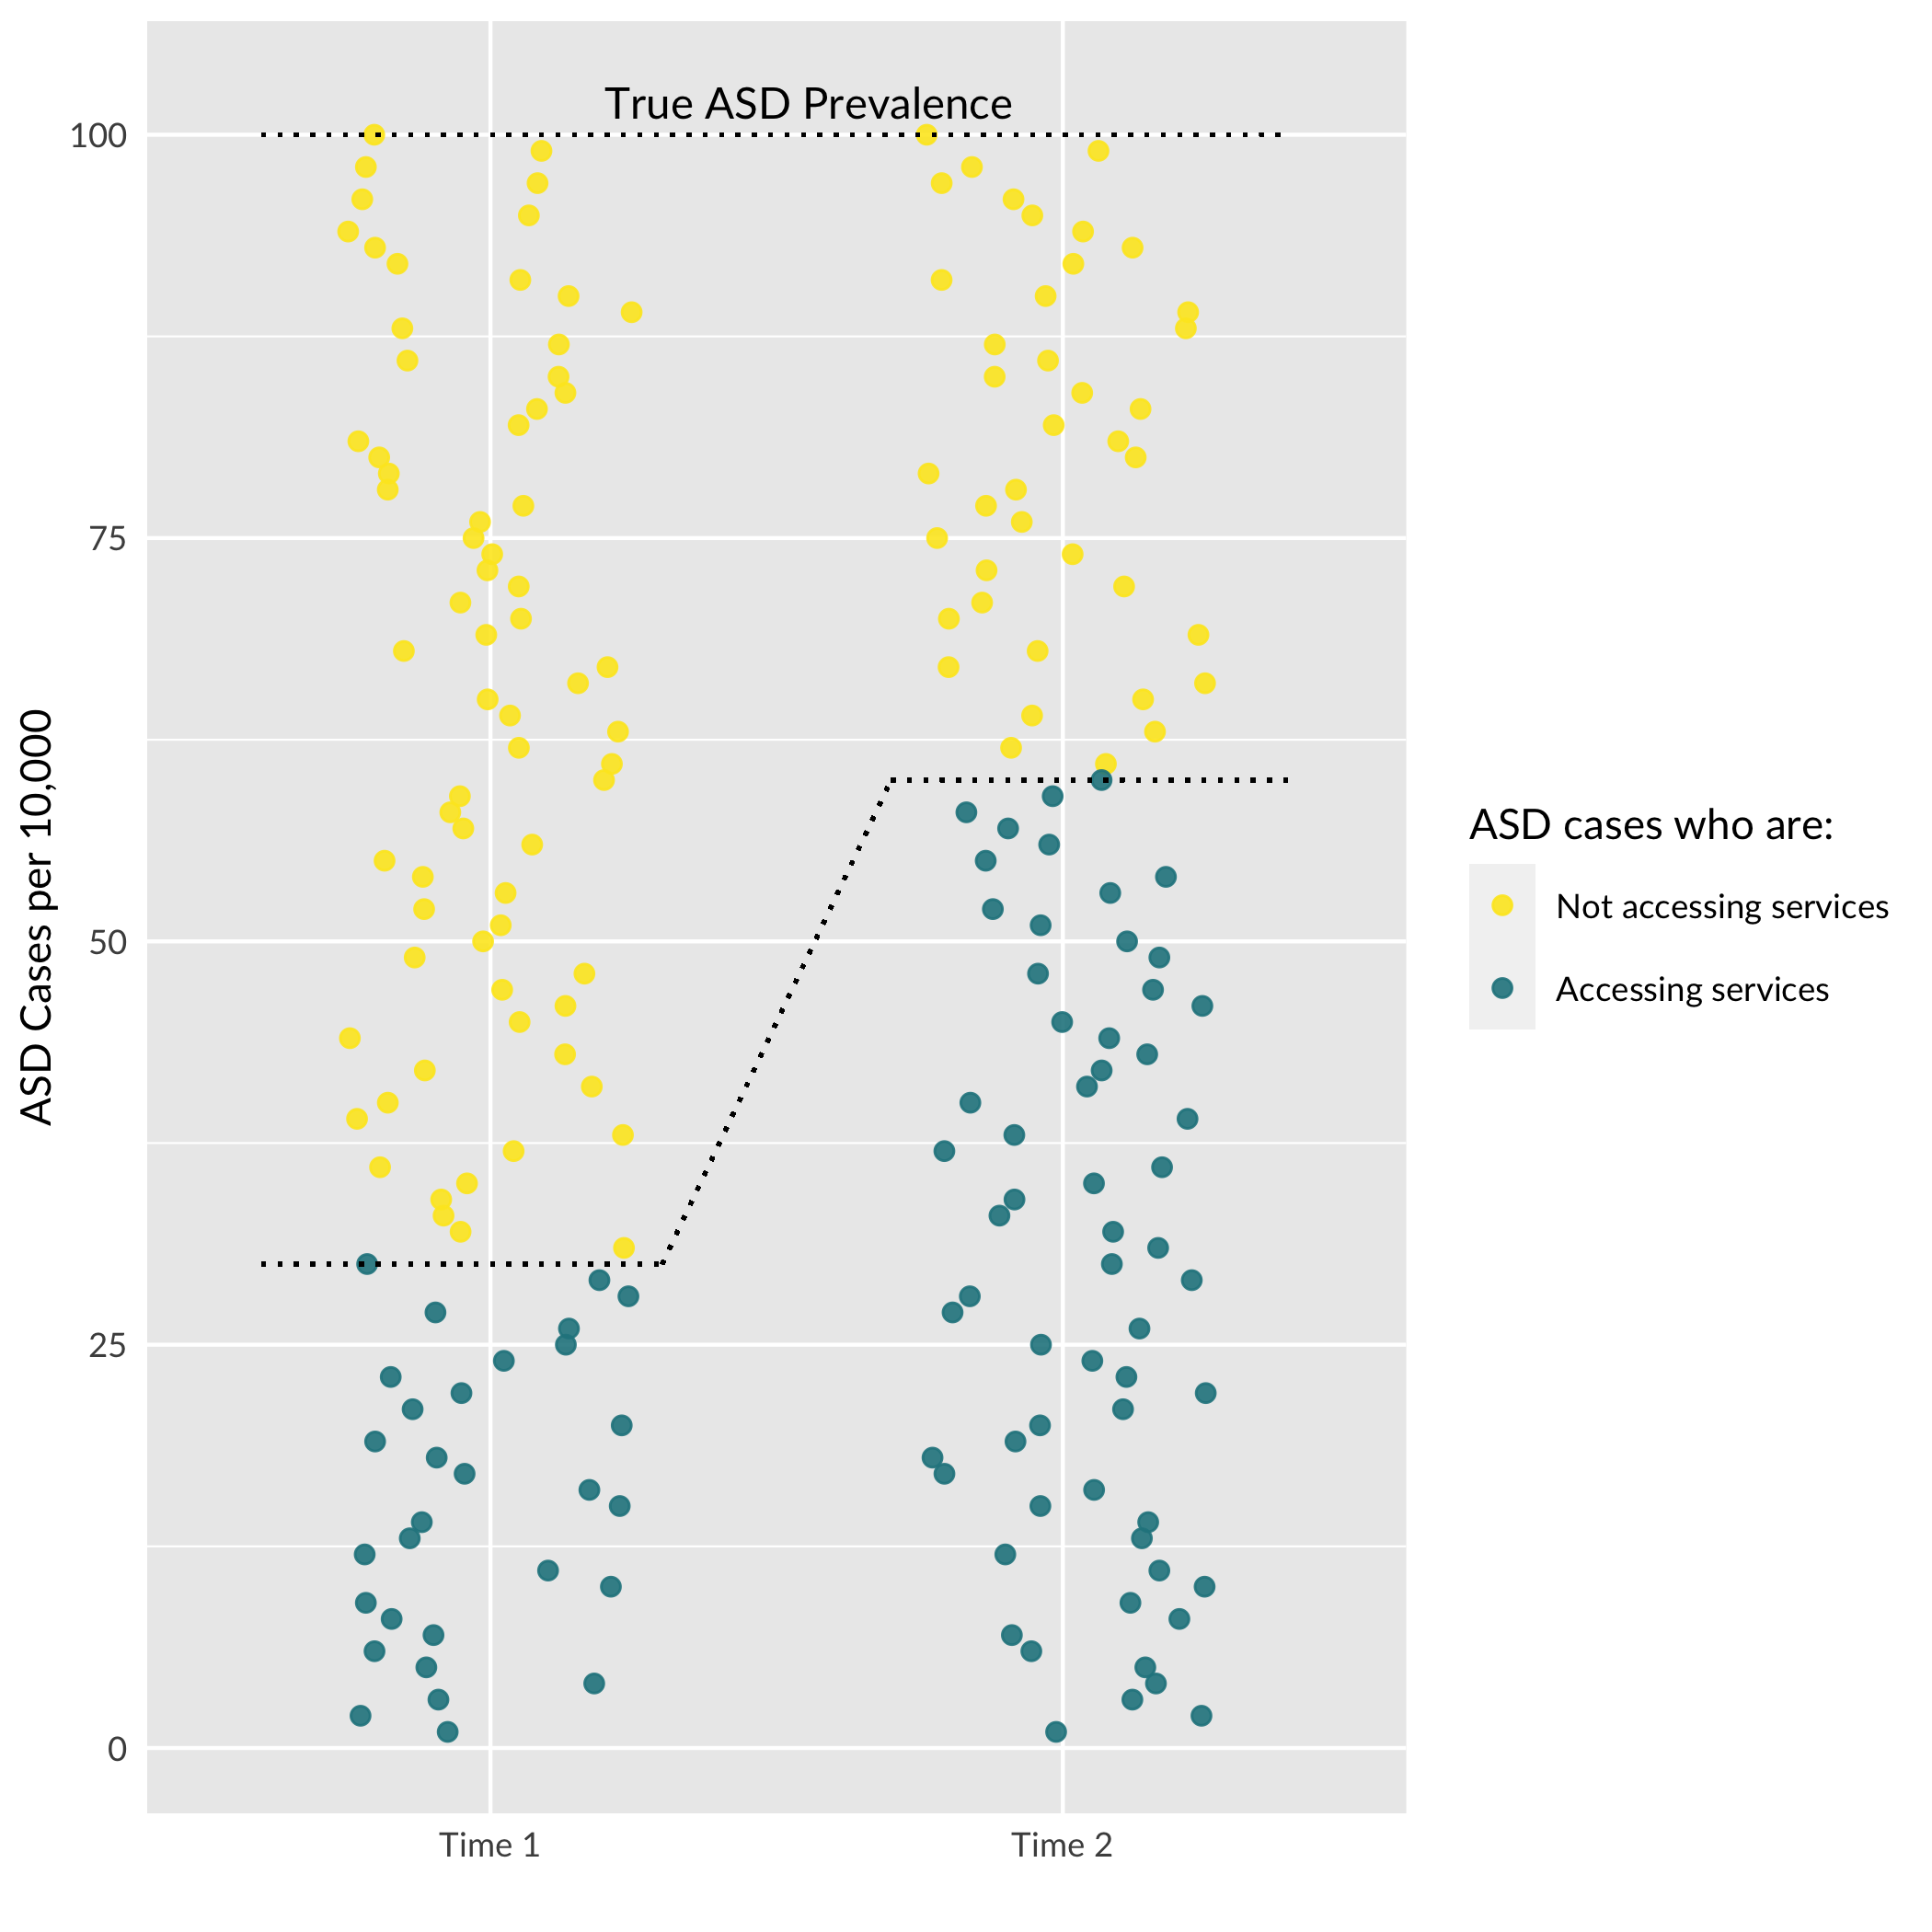 True ASD Prevalence
100
75
50
25
0
ASD Cases per 10,000
Time 1
Time 2
ASD cases who are:
Not accessing services
Accessing services